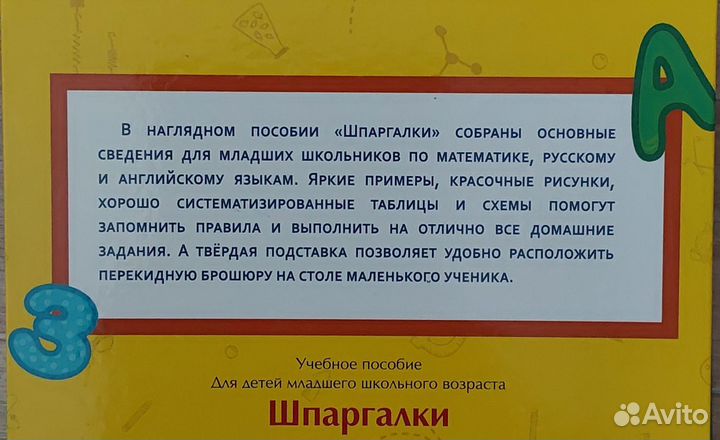 В НАГЛЯДНОМ ПОСОБИИ «ШПАРГАЛКИ» СОБРАНЫ ОСНОВНЫЕ
СВЕДЕНИЯ ДЛЯ МЛАДШИХ ШКОЛЬНИКОВ ПО МАТЕМАТИКЕ, РУССКОМУ
И АНГЛИЙСКОМУ ЯЗЫКАМ. ЯРКИЕ ПРИМЕРЫ, КРАСОЧНЫЕ РИСУНКИ,
ХОРОШО СИСТЕМАТИЗИРОВАННЫЕ ТАБЛИЦЫ И СХЕМЫ ПОМОГУТ
ЗАПОМНИТЬ ПРАВИЛА И ВЫПОЛНИТЬ НА ОТЛИЧНО ВСЕ ДОМАШНИЕ
ЗАДАНИЯ. А ТВЁРДАЯ ПОДСТАВКА ПОЗВОЛЯЕТ УДОБНО РАСПОЛОЖИТЬ
ПЕРЕКИДНУЮ БРОШЮРУ НА СТОЛЕ МАЛЕНЬКОГО УЧЕНИКА.
А
З
Учебное пособие
Для детей младшего школьного возраста
Шпаргалки
Avito